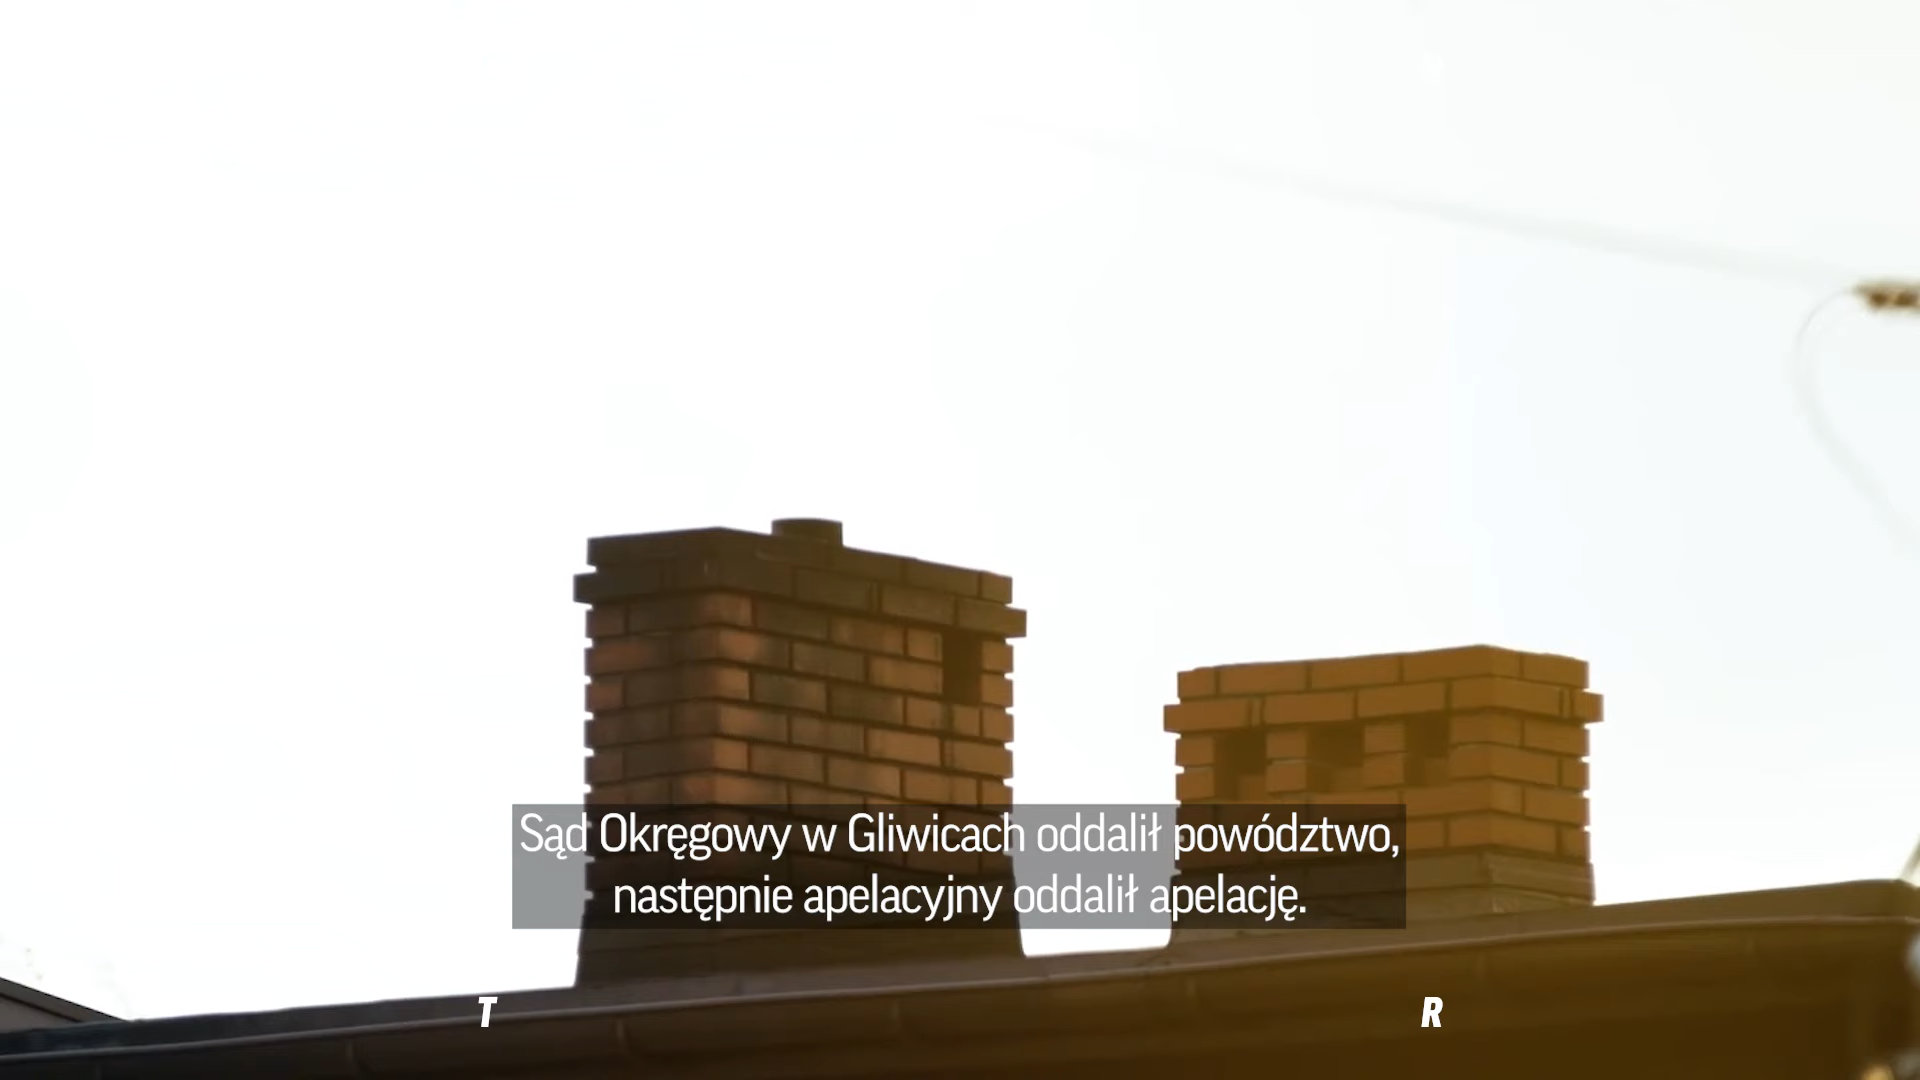 Sąd Okręgowy w Gliwicach oddalił powództwo,
następnie apelacyjny oddalił apelację.
T R